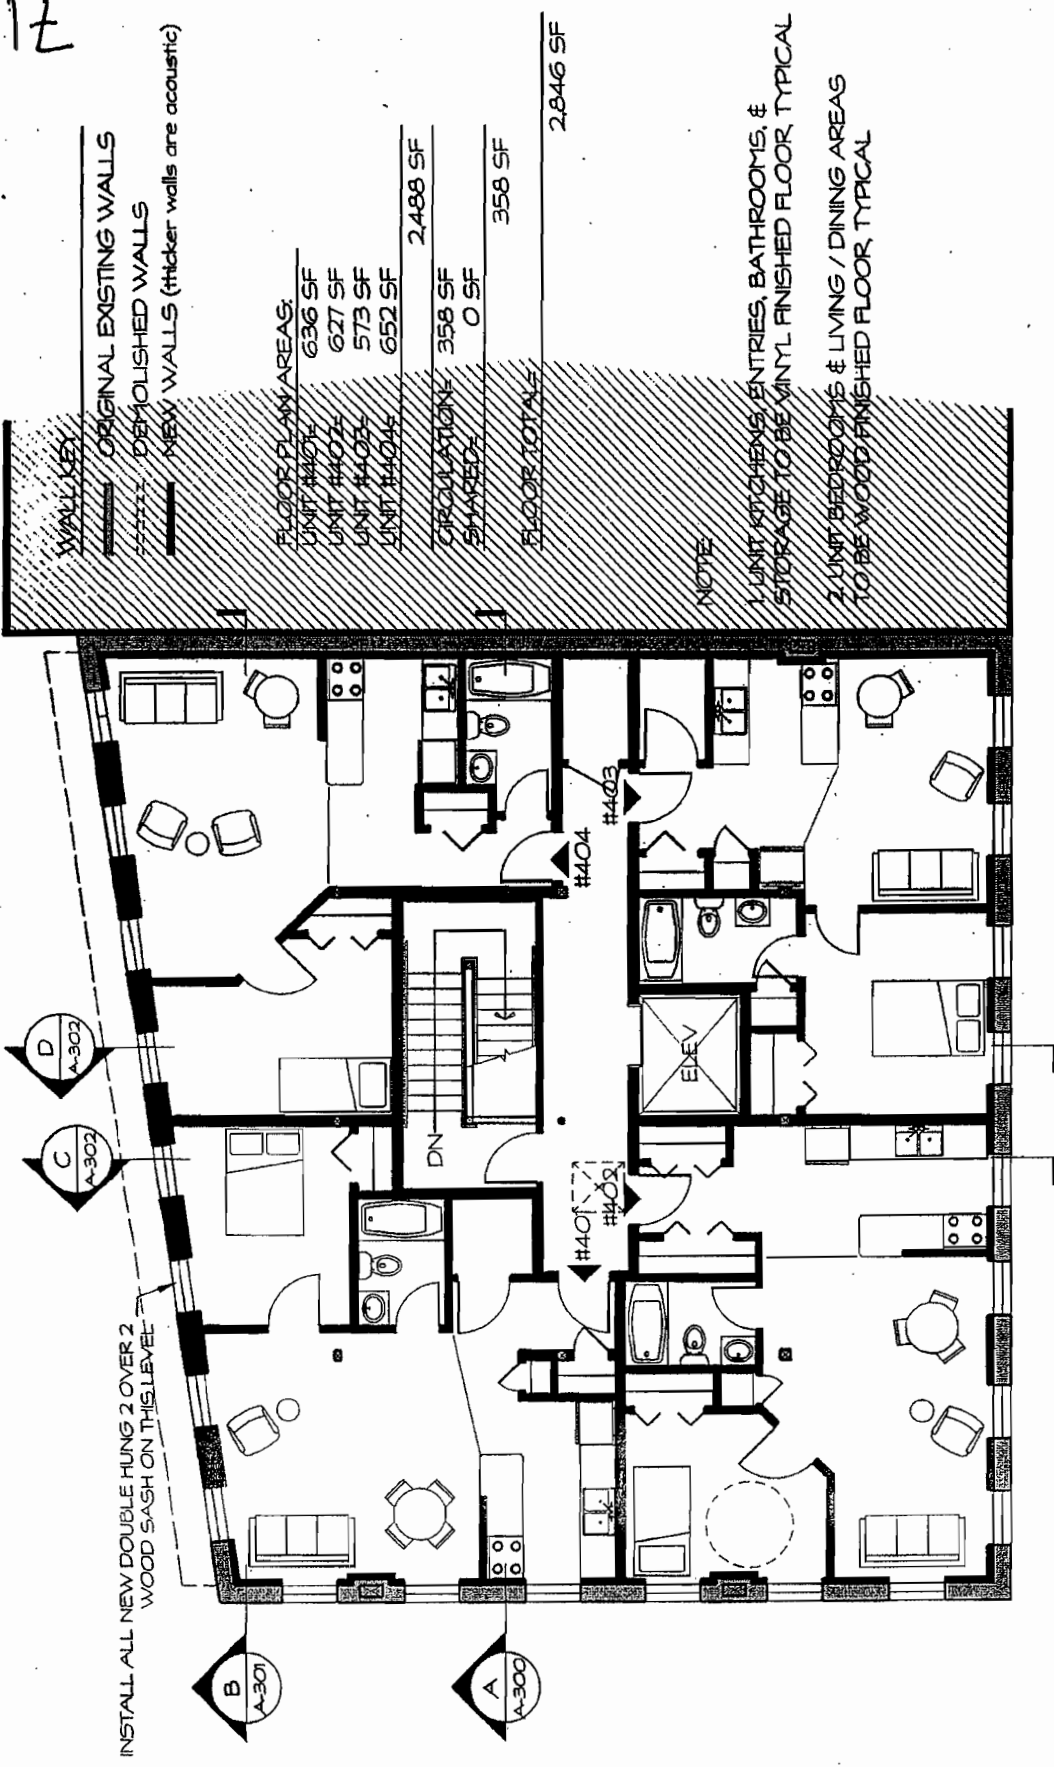 1Z
WALL KEY
ORIGINAL EXISTING WALLS
DEMOLISHED WALLS
NEW WALLS (thicker walls are acoustic)
FLOOR PLAN AREAS:
UNIT #401= 636 SF
UNIT #402= 627 SF
UNIT #403= 573 SF
UNIT #404= 652 SF
2,488 SF
CIRCULATION= 358 SF
SHARED= 0 SF
358 SF
FLOOR TOTAL= 2,846 SF
NOTE:
1. UNIT KITCHENS, ENTRIES, BATHROOMS, &
STORAGE TO BE VINYL FINISHED FLOOR, TYPICAL
2. UNIT BEDROOMS & LIVING / DINING AREAS
TO BE WOOD FINISHED FLOOR, TYPICAL
INSTALL ALL NEW DOUBLE HUNG 2 OVER 2
WOOD SASH ON THIS LEVEL
D
A-302
C
A-302
B
A-301
A
A-300
DN
ELEV
#404
#403
#401
#402